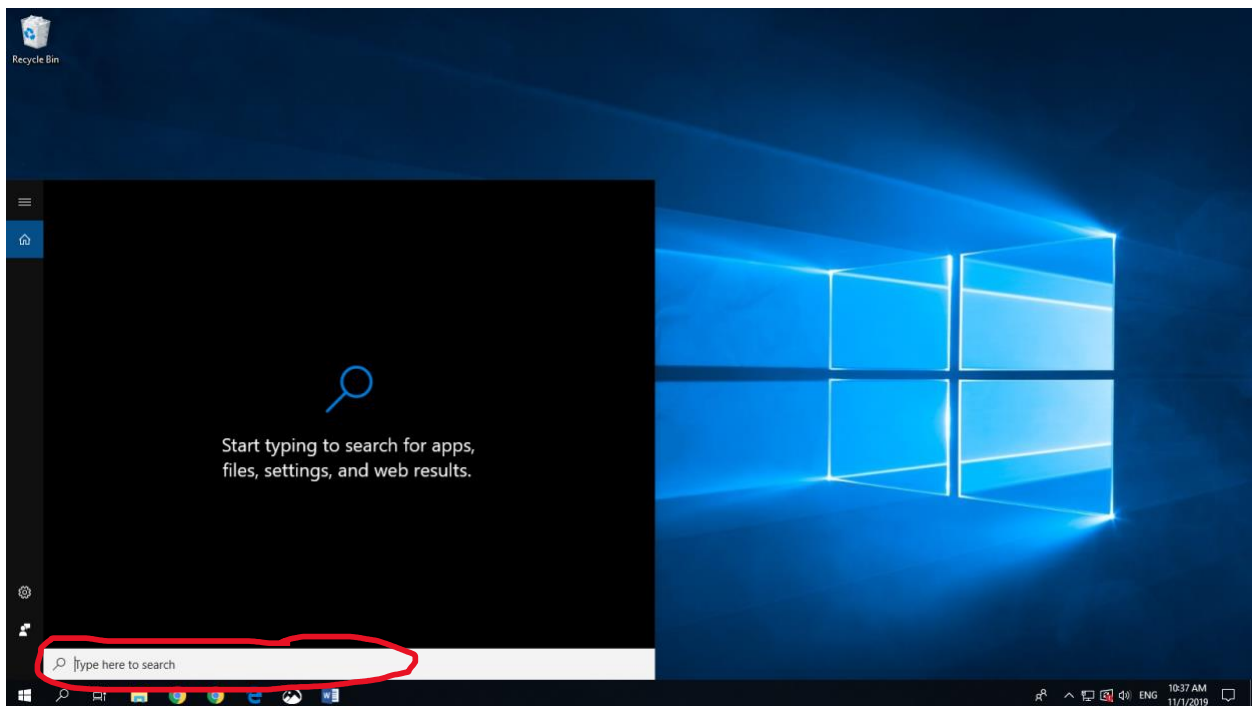 Recycle Bin
Start typing to search for apps,
files, settings, and web results.
Type here to search
ENG
10:37 AM
11/1/2019